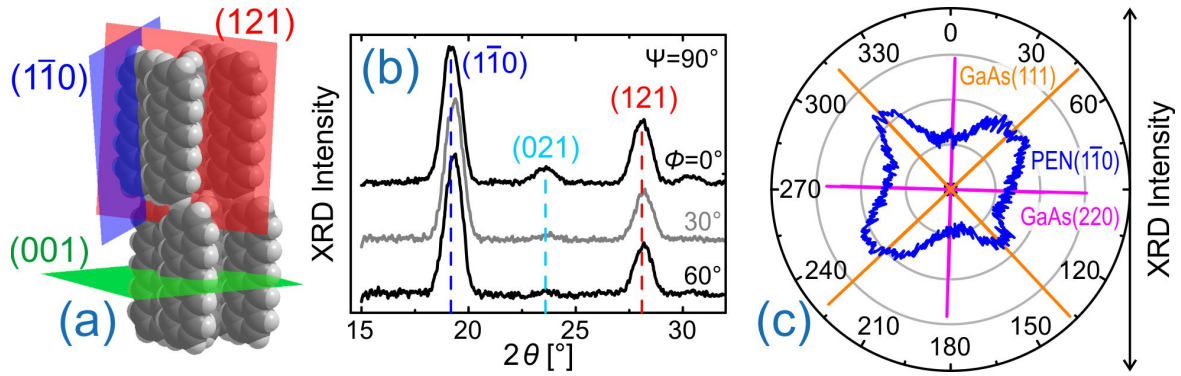 (121)
(11̅0)
(001)
(a)
XRD Intensity
(b)
(11̅0)
Ψ=90°
(021)
(121)
Φ=0°
30°
60°
15
20
25
30
2θ [°]
0
30
60
120
150
180
210
240
270
300
330
GaAs(111)
PEN(11̅0)
GaAs(220)
(c)
XRD Intensity